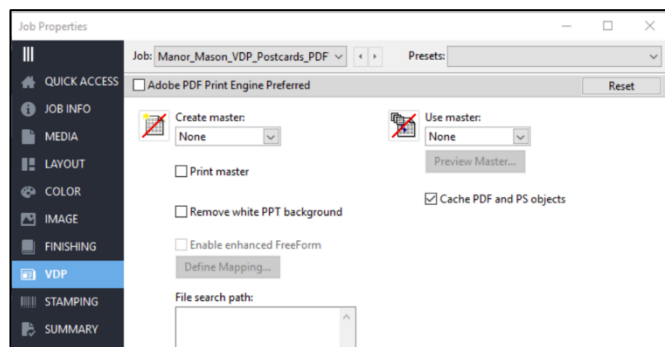 Job Properties
Job: Manor_Mason_VDP_Postcards_PDF
Presets:
Adobe PDF Print Engine Preferred
Reset
QUICK ACCESS
JOB INFO
MEDIA
LAYOUT
COLOR
IMAGE
FINISHING
VDP
STAMPING
SUMMARY
Create master:
None
Print master
Remove white PPT background
Enable enhanced FreeForm
Define Mapping...
File search path:
Use master:
None
Preview Master...
Cache PDF and PS objects